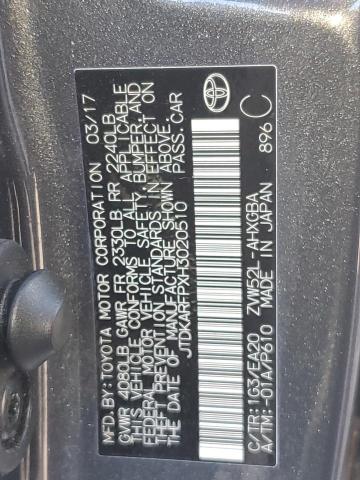 MFD.BY:TOYOTA MOTOR CORPORATION 03/17
GVWR 4080LB GAWR FR 2330LB RR 2240LB
THIS VEHICLE CONFORMS TO ALL APPLICABLE
FEDERAL MOTOR VEHICLE SAFETY, BUMPER, AND
THEFT PREVENTION STANDARDS IN EFFECT ON
THE DATE OF MANUFACTURE SHOWN ABOVE.
JTDKARFPXH3020510 PASS.CAR
C/TR:1G3/EA20 ZVW52L-AHXGBA
A/TM:-01A/P610 MADE IN JAPAN 896
C